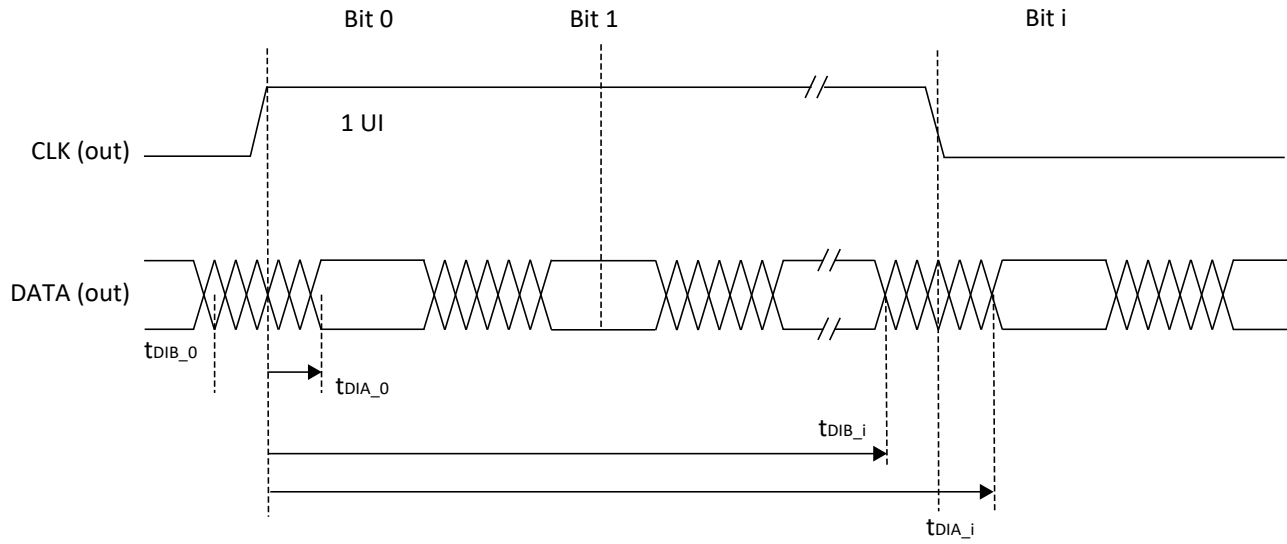 Bit 0 Bit 1 Bit i
1 UI
CLK (out)
DATA (out)
tDIB_0
tDIA_0
tDIB_i
tDIA_i